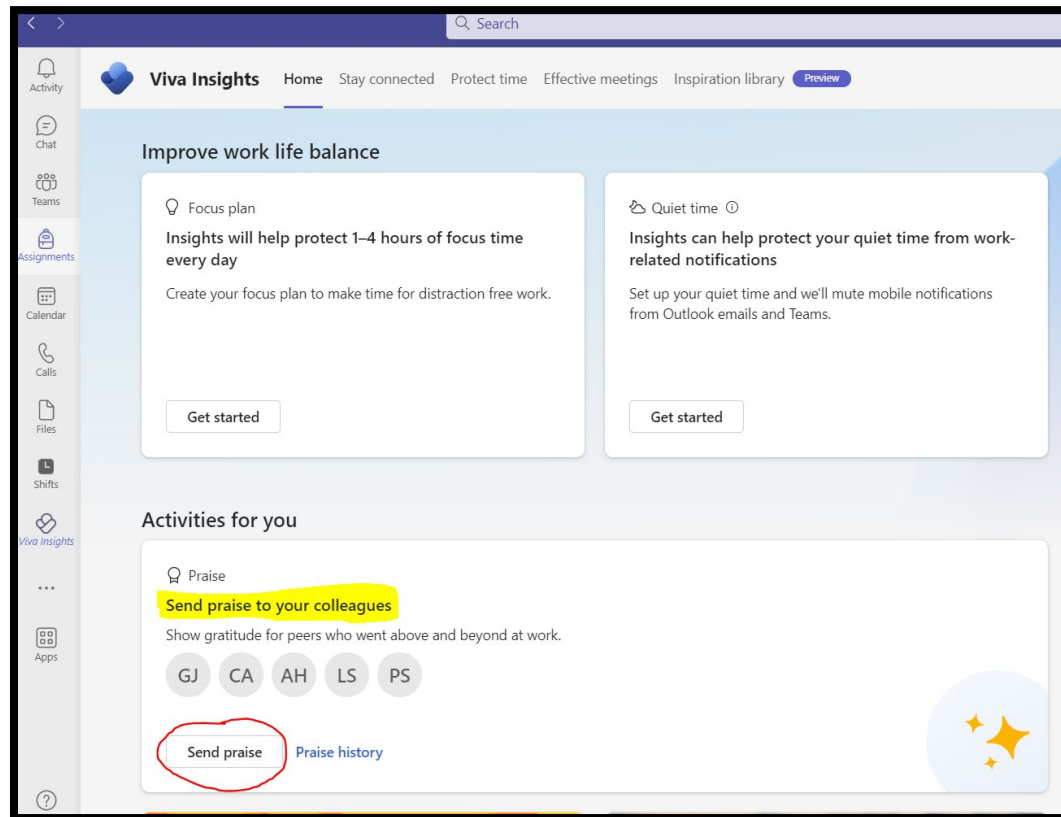 Search
Activity
Chat
Teams
Assignments
Calendar
Calls
Files
Shifts
Viva Insights
Apps
Viva Insights Home Stay connected Protect time Effective meetings Inspiration library Preview
Improve work life balance
Focus plan
Insights will help protect 1–4 hours of focus time
every day
Create your focus plan to make time for distraction free work.
Get started
Quiet time
Insights can help protect your quiet time from work-
related notifications
Set up your quiet time and we'll mute mobile notifications
from Outlook emails and Teams.
Get started
Activities for you
Praise
Send praise to your colleagues
Show gratitude for peers who went above and beyond at work.
GJ CA AH LS PS
Send praise Praise history